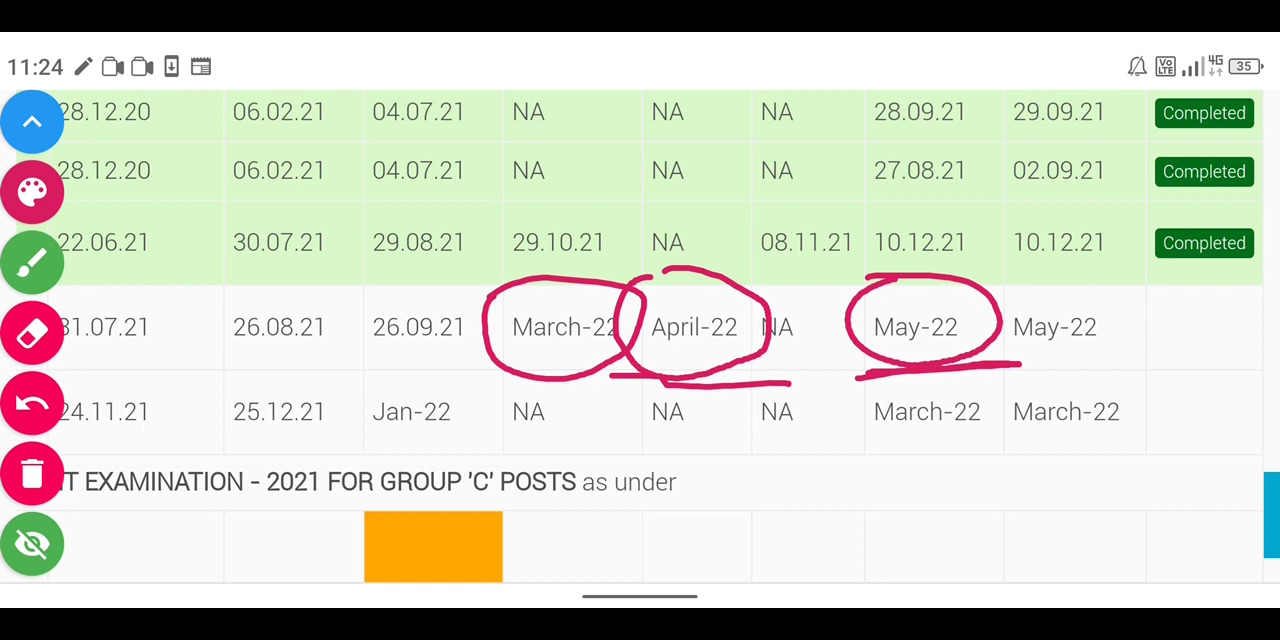 11:24 VO LTE 4G 35
28.12.20 06.02.21 04.07.21 NA NA NA 28.09.21 29.09.21 Completed
28.12.20 06.02.21 04.07.21 NA NA NA 27.08.21 02.09.21 Completed
22.06.21 30.07.21 29.08.21 29.10.21 NA 08.11.21 10.12.21 10.12.21 Completed
31.07.21 26.08.21 26.09.21 March-22 April-22 NA May-22 May-22
24.11.21 25.12.21 Jan-22 NA NA NA March-22 March-22
IT EXAMINATION - 2021 FOR GROUP 'C' POSTS as under